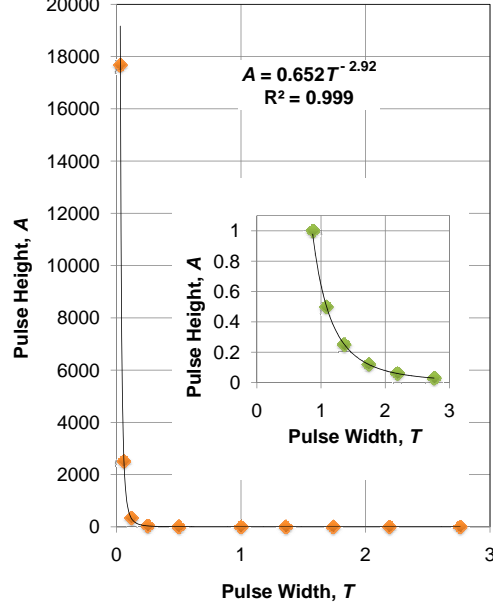 20000
18000
16000
14000
12000
10000
8000
6000
4000
2000
0
Pulse Height, A
A = 0.652T^-2.92
R² = 0.999
1
0.8
0.6
0.4
0.2
0
Pulse Height, A
0 1 2 3
Pulse Width, T
0 1 2 3
Pulse Width, T